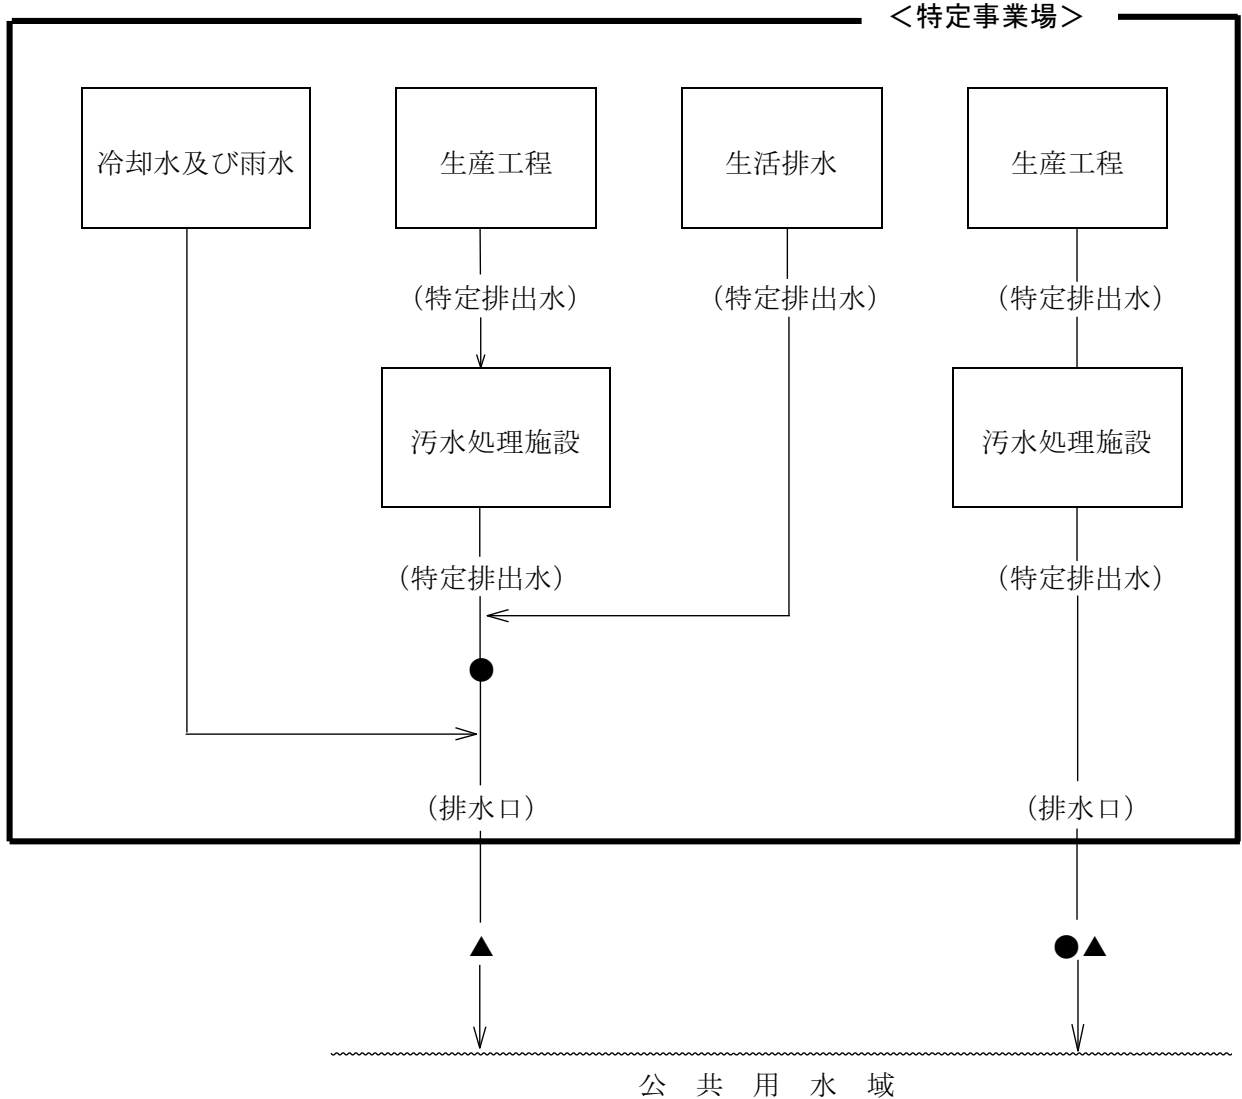 ＜特定事業場＞
冷却水及び雨水
生産工程
生活排水
生産工程
（特定排出水）
（特定排出水）
（特定排出水）
汚水処理施設
汚水処理施設
（特定排出水）
（特定排出水）
（排水口）
（排水口）
公共用水域